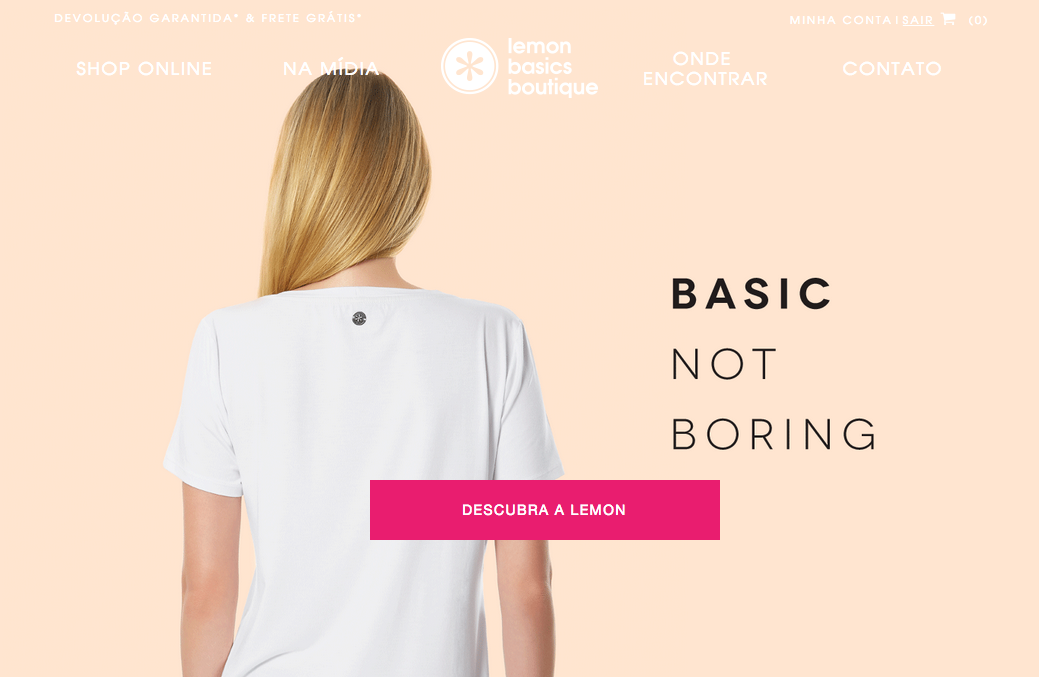 DEVOLUÇÃO GARANTIDA* & FRETE GRÁTIS*
MINHA CONTA | SAIR (0)
SHOP ONLINE
NA MÍDIA
lemon
basics
boutique
ONDE
ENCONTRAR
CONTATO
BASIC
NOT
BORING
DESCUBRA A LEMON